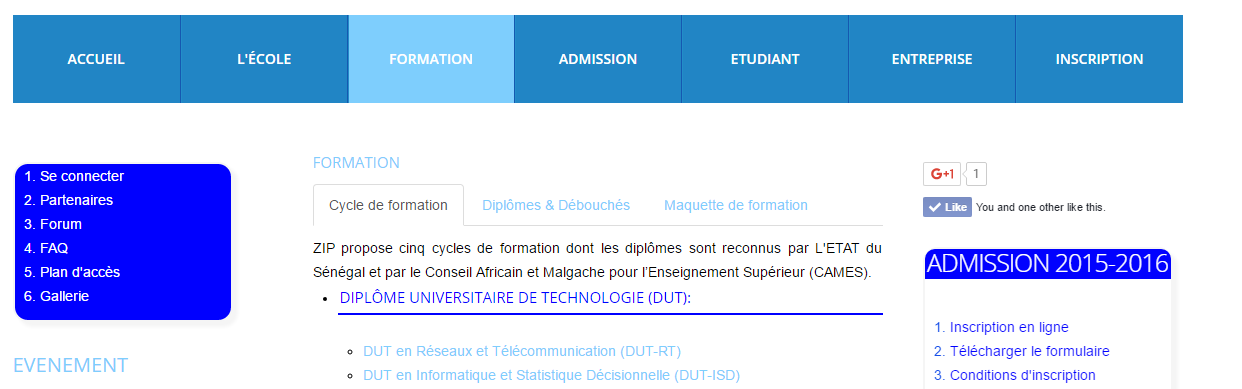 ACCUEIL L'ÉCOLE FORMATION ADMISSION ETUDIANT ENTREPRISE INSCRIPTION
1. Se connecter
2. Partenaires
3. Forum
4. FAQ
5. Plan d'accès
6. Gallerie
EVENEMENT
FORMATION
Cycle de formation Diplômes & Débouchés Maquette de formation
ZIP propose cinq cycles de formation dont les diplômes sont reconnus par L'ETAT du
Sénégal et par le Conseil Africain et Malgache pour l'Enseignement Supérieur (CAMES).
• DIPLÔME UNIVERSITAIRE DE TECHNOLOGIE (DUT):
◦ DUT en Réseaux et Télécommunication (DUT-RT)
◦ DUT en Informatique et Statistique Décisionnelle (DUT-ISD)
G+1 1
Like You and one other like this.
ADMISSION 2015-2016
1. Inscription en ligne
2. Télécharger le formulaire
3. Conditions d'inscription